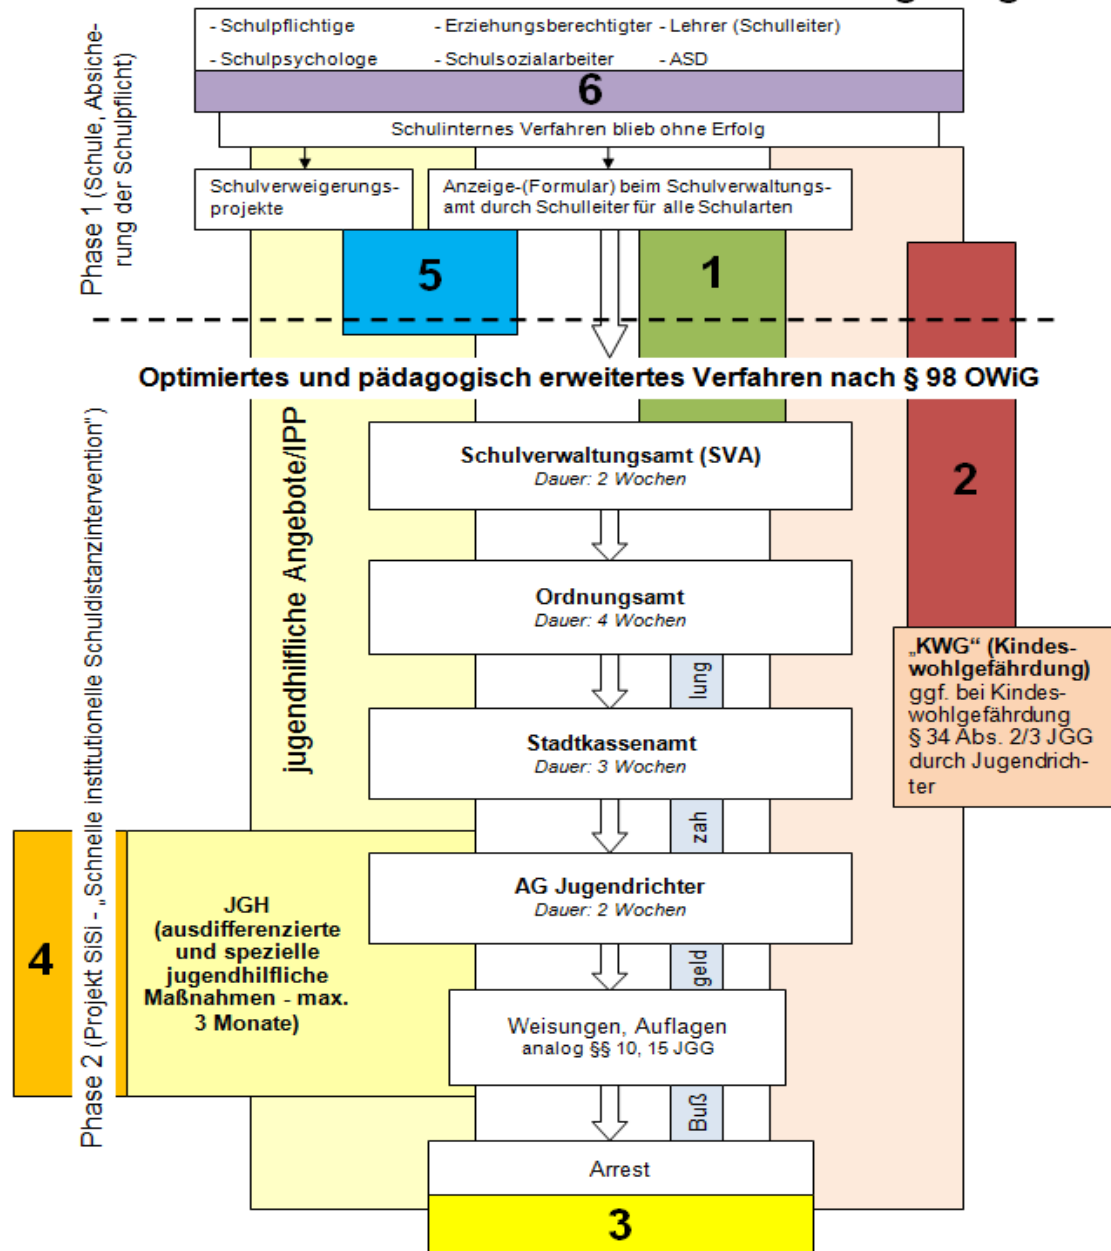 - Schulpflichtige - Erziehungsberechtigter - Lehrer (Schulleiter)
- Schulpsychologe - Schulsozialarbeiter - ASD
6
Schulinternes Verfahren blieb ohne Erfolg
Phase 1 (Schule, Absiche-
rung der Schulpflicht)
Schulverweigerungs-
projekte
Anzeige-(Formular) beim Schulverwaltungs-
amt durch Schulleiter für alle Schularten
5
1
2
Optimiertes und pädagogisch erweitertes Verfahren nach § 98 OWiG
Phase 2 (Projekt SiSi - „Schnelle institutionelle Schuldistanzintervention“)
jugendhilfliche Angebote/IPP
Schulverwaltungsamt (SVA)
Dauer: 2 Wochen
Ordnungsamt
Dauer: 4 Wochen
lung
„KWG“ (Kindes-
wohlgefährdung)
ggf. bei Kindes-
wohlgefährdung
§ 34 Abs. 2/3 JGG
durch Jugendrich-
ter
Stadtkassenamt
Dauer: 3 Wochen
zah
AG Jugendrichter
Dauer: 2 Wochen
4
JGH
(ausdifferenzierte
und spezielle
jugendhilfliche
Maßnahmen - max.
3 Monate)
geld
Weisungen, Auflagen
analog §§ 10, 15 JGG
Buß
Arrest
3